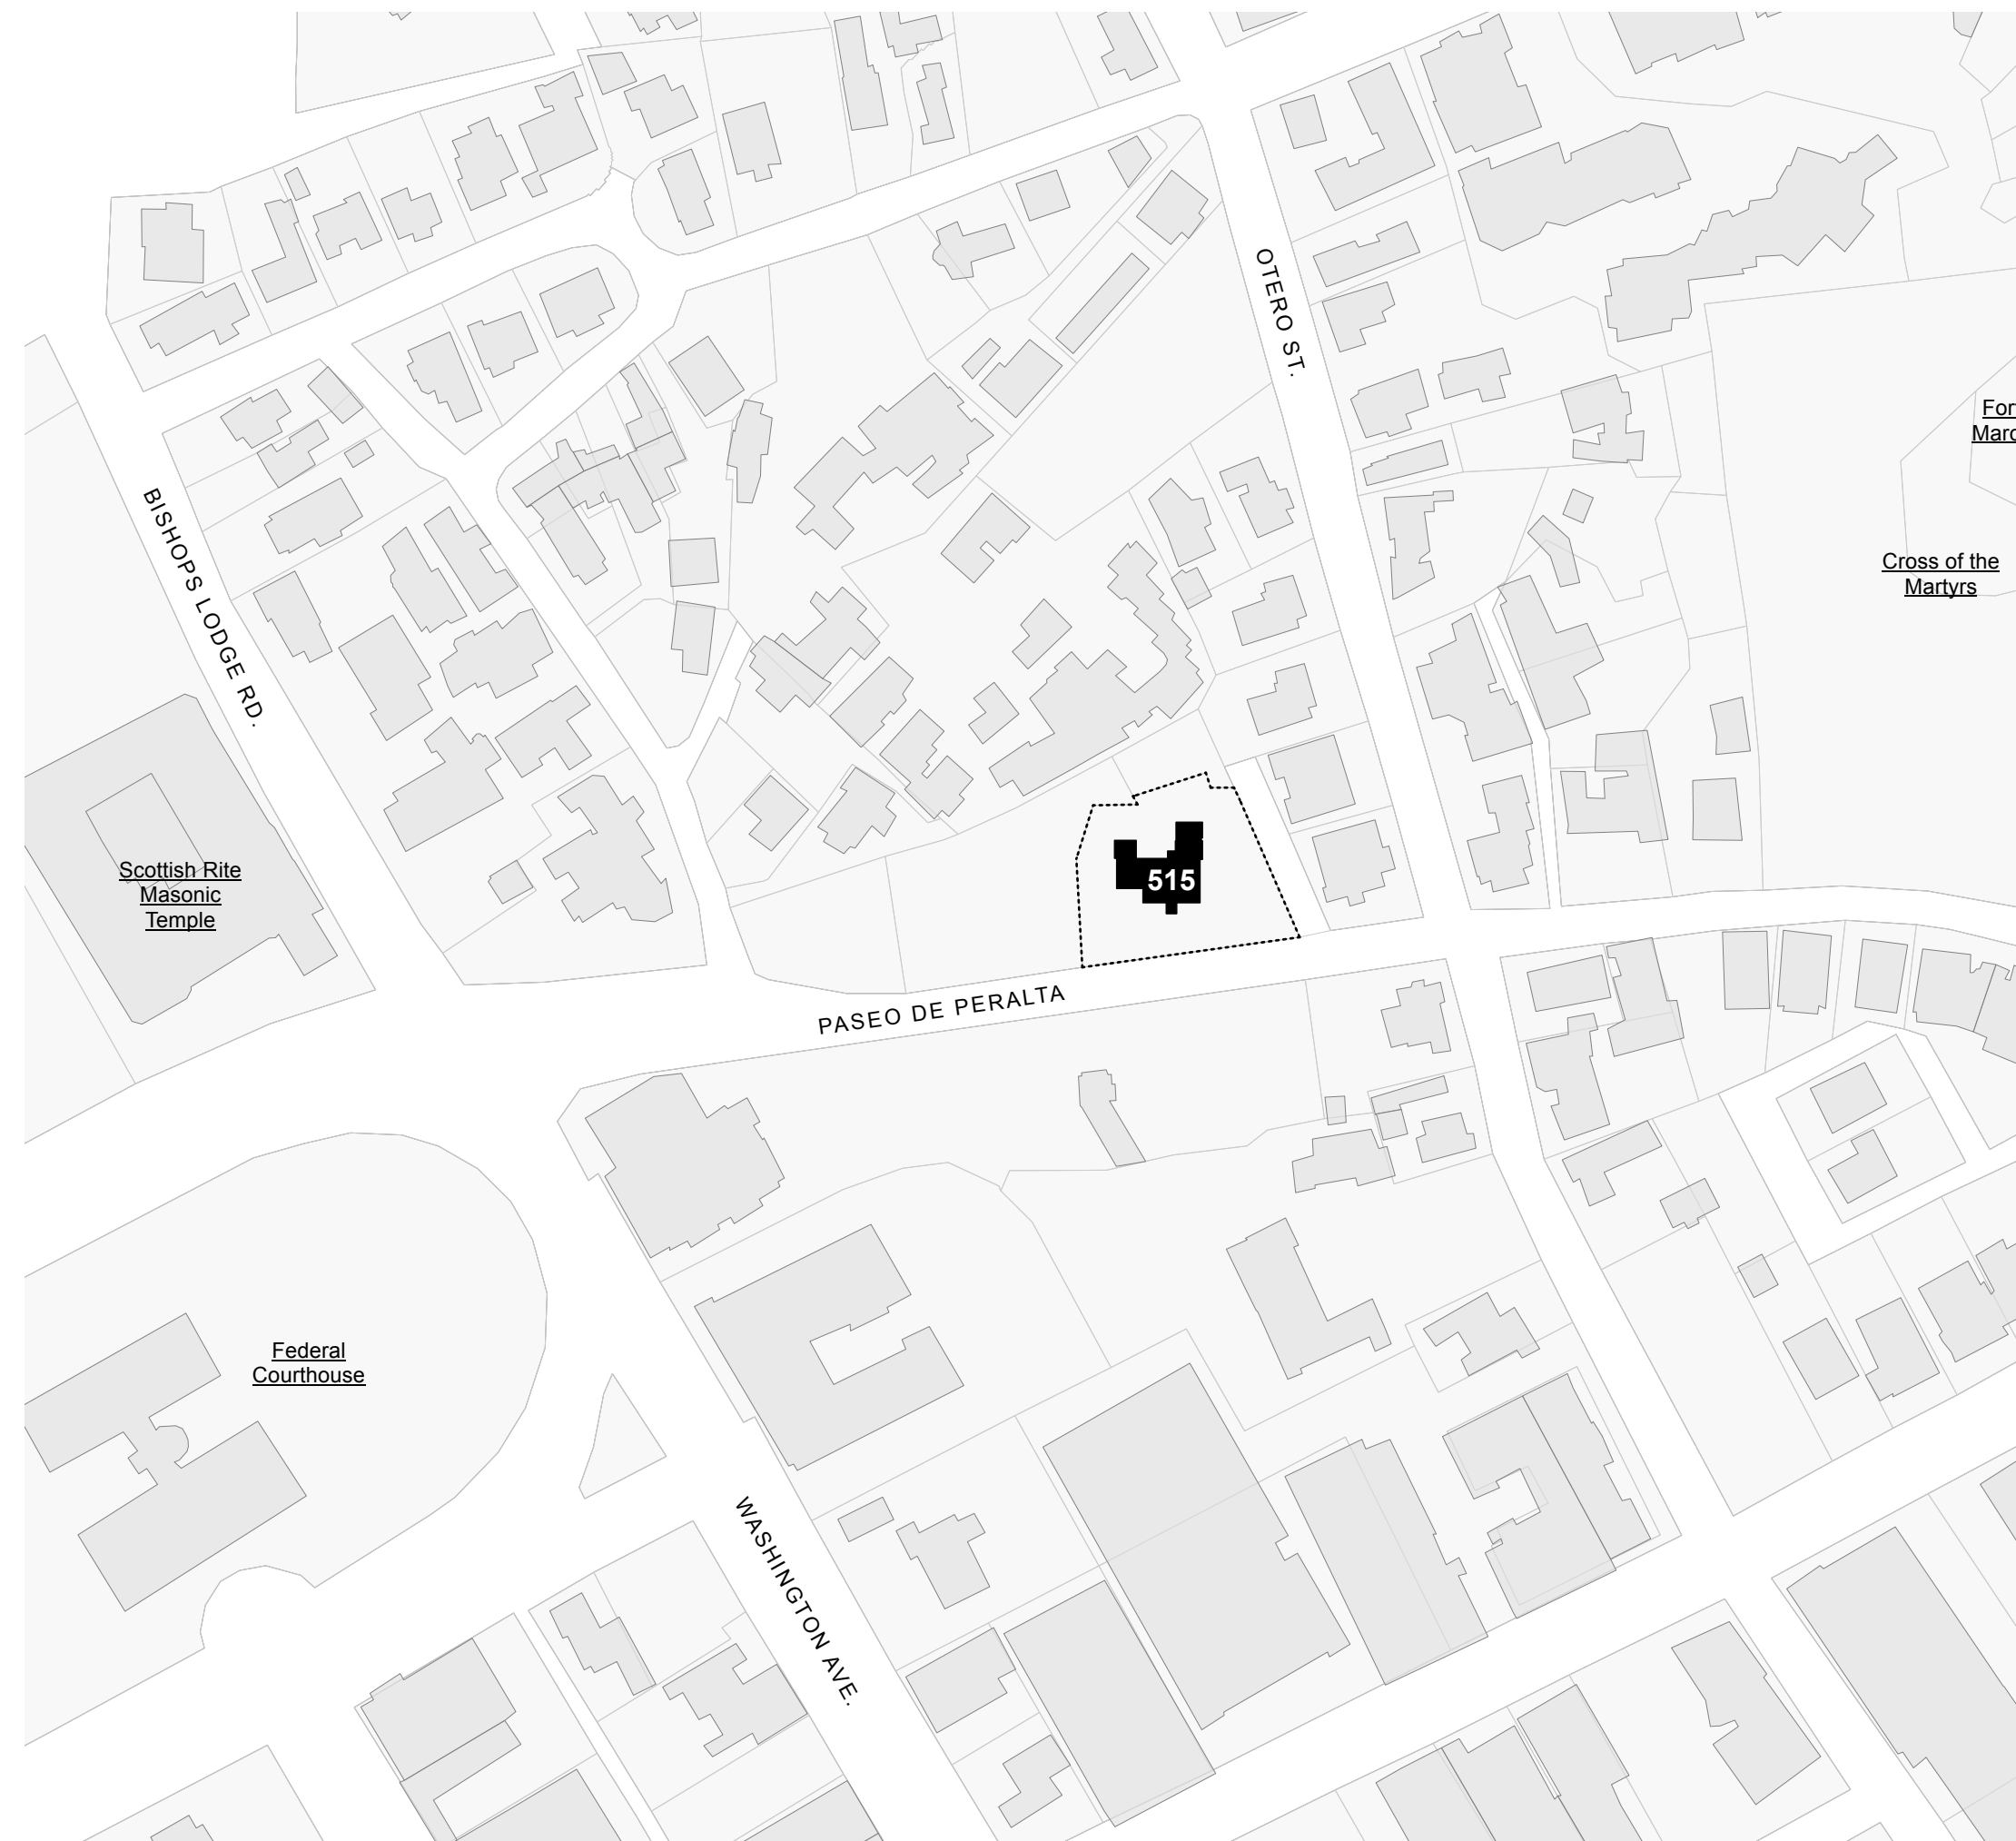 OTERO ST.
For
Marc
BISHOPS LODGE RD.
Cross of the
Martyrs
Scottish Rite
Masonic
Temple
515
PASEO DE PERALTA
Federal
Courthouse
WASHINGTON AVE.